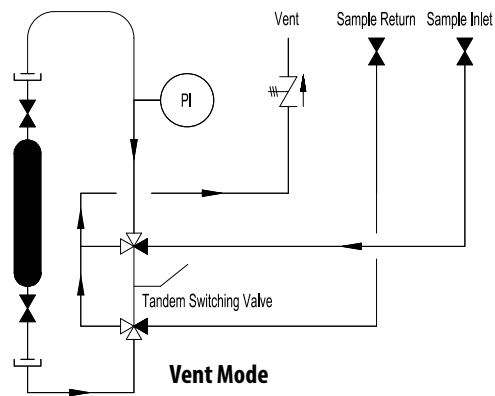 Vent
Sample Return
Sample Inlet
PI
Tandem Switching Valve
Vent Mode